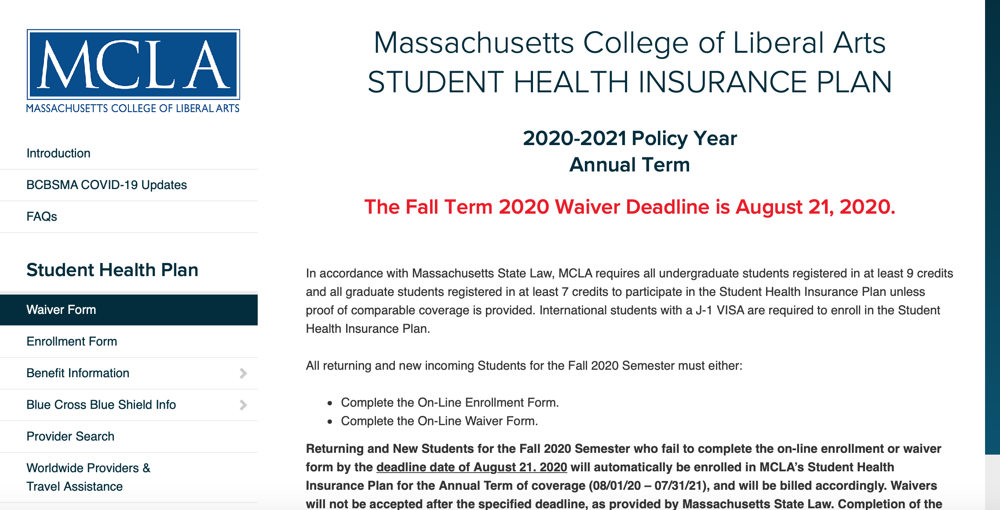 MCLA
MASSACHUSETTS COLLEGE OF LIBERAL ARTS
Introduction
BCBSMA COVID-19 Updates
FAQs
Student Health Plan
Waiver Form
Enrollment Form
Benefit Information
Blue Cross Blue Shield Info
Provider Search
Worldwide Providers &
Travel Assistance
Massachusetts College of Liberal Arts
STUDENT HEALTH INSURANCE PLAN
2020-2021 Policy Year
Annual Term
The Fall Term 2020 Waiver Deadline is August 21, 2020.
In accordance with Massachusetts State Law, MCLA requires all undergraduate students registered in at least 9 credits
and all graduate students registered in at least 7 credits to participate in the Student Health Insurance Plan unless
proof of comparable coverage is provided. International students with a J-1 VISA are required to enroll in the Student
Health Insurance Plan.
All returning and new incoming Students for the Fall 2020 Semester must either:
• Complete the On-Line Enrollment Form.
• Complete the On-Line Waiver Form.
Returning and New Students for the Fall 2020 Semester who fail to complete the on-line enrollment or waiver
form by the deadline date of August 21. 2020 will automatically be enrolled in MCLA’s Student Health
Insurance Plan for the Annual Term of coverage (08/01/20 – 07/31/21), and will be billed accordingly. Waivers
will not be accepted after the specified deadline, as provided by Massachusetts State Law. Completion of the